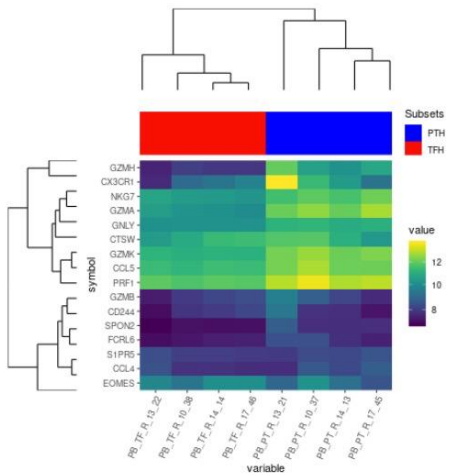 Subsets
PTH
TFH
GZMH
CX3CR1
NKG7
GZMA
GNLY
CTSW
GZMK
CCL5
PRF1
GZMB
CD244
SPON2
FCRL6
S1PR5
CCL4
EOMES
symbol
value
12
10
8
PB_TF_R_13_22
PB_TF_R_10_38
PB_TF_R_14_14
PB_TF_R_17_46
PB_PT_R_13_21
PB_PT_R_10_37
PB_PT_R_14_13
PB_PT_R_17_45
variable